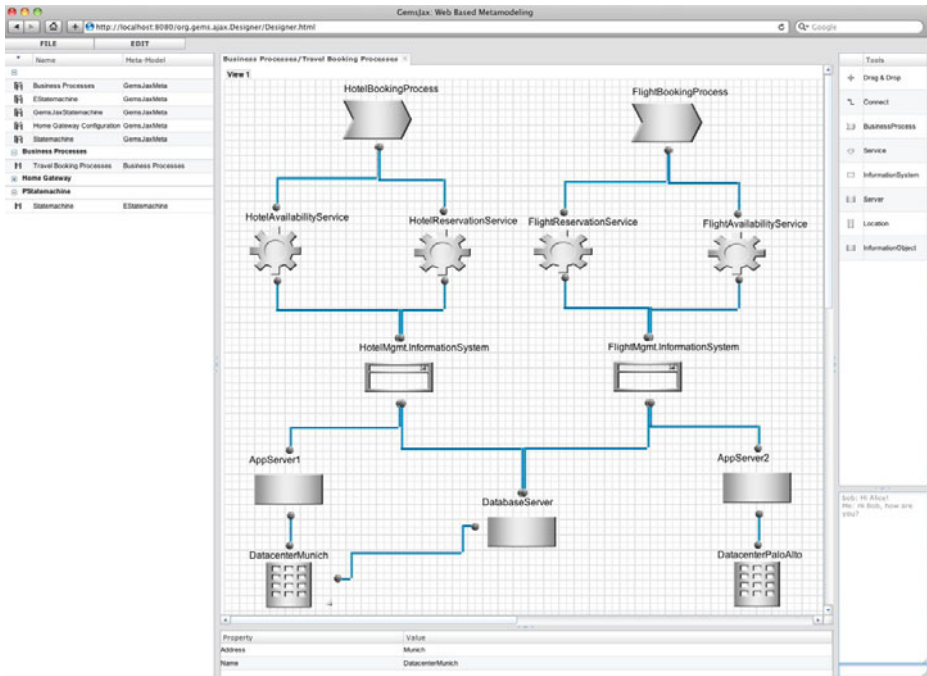 GemsJax: Web Based Metamodeling
http://localhost:8080/org.gems.ajax.Designer/Designer.html
Google
FILE EDIT
Name Meta-Model
Business Processes GemsJaxMeta
EStatemachine GemsJaxMeta
GemsJaxStatemachine GemsJaxMeta
Home Gateway Configuration GemsJaxMeta
Statemachine GemsJaxMeta
Business Processes
Travel Booking Processes Business Processes
Home Gateway
PStatemachine
Statemachine EStatemachine
Business Processes/Travel Booking Processes
View 1
HotelBookingProcess FlightBookingProcess
HotelAvailabilityService HotelReservationService FlightReservationService FlightAvailabilityService
HotelMgmt.InformationSystem FlightMgmt.InformationSystem
AppServer1 AppServer2
DatabaseServer
DatacenterMunich DatacenterPaloAlto
Property Value
Address Munich
Name DatacenterMunich
Tools
Drag & Drop
Connect
BusinessProcess
Service
InformationSystem
Server
Location
InformationObject
bob: Hi Alice!
Me: Hi Bob, how are
you?